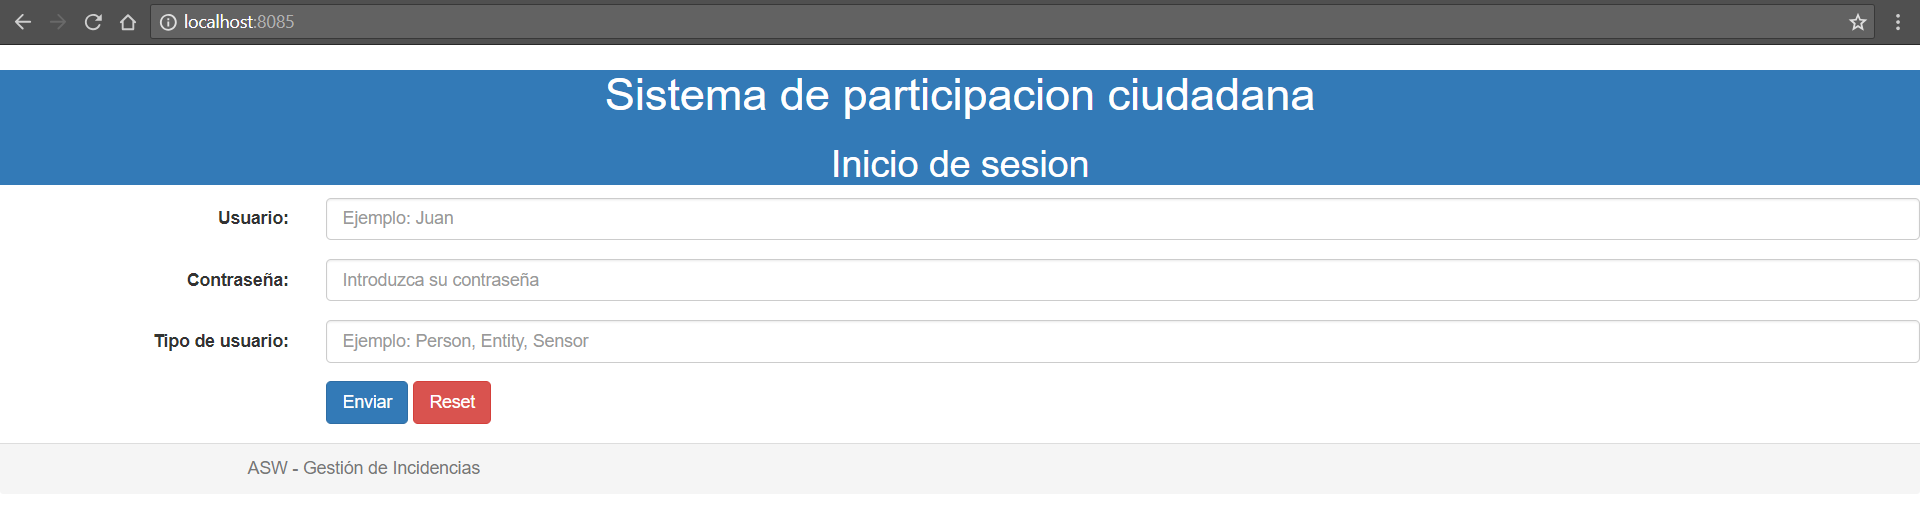 localhost:8085
Sistema de participacion ciudadana
Inicio de sesion
Usuario: Ejemplo: Juan
Contraseña: Introduzca su contraseña
Tipo de usuario: Ejemplo: Person, Entity, Sensor
Enviar Reset
ASW - Gestión de Incidencias